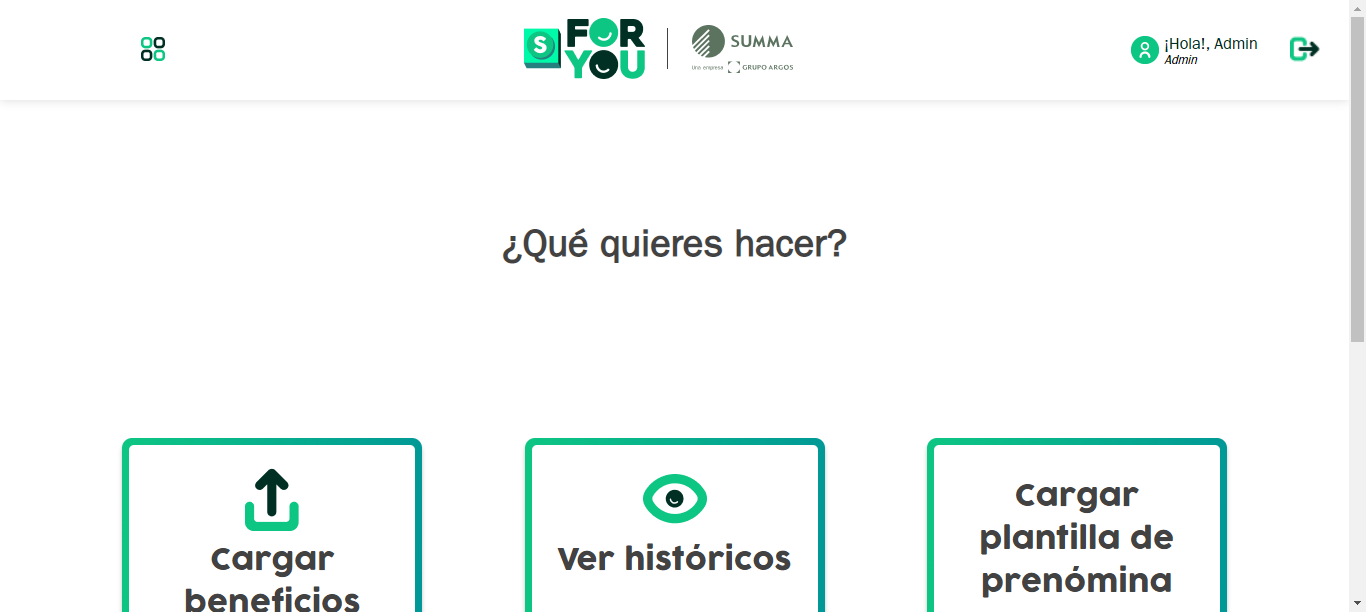 S
FOR
YOU
SUMMA
Una empresa GRUPO ARGOS
¡Hola!, Admin
Admin
¿Qué quieres hacer?
Cargar
beneficios
Ver históricos
Cargar
plantilla de
prenómina